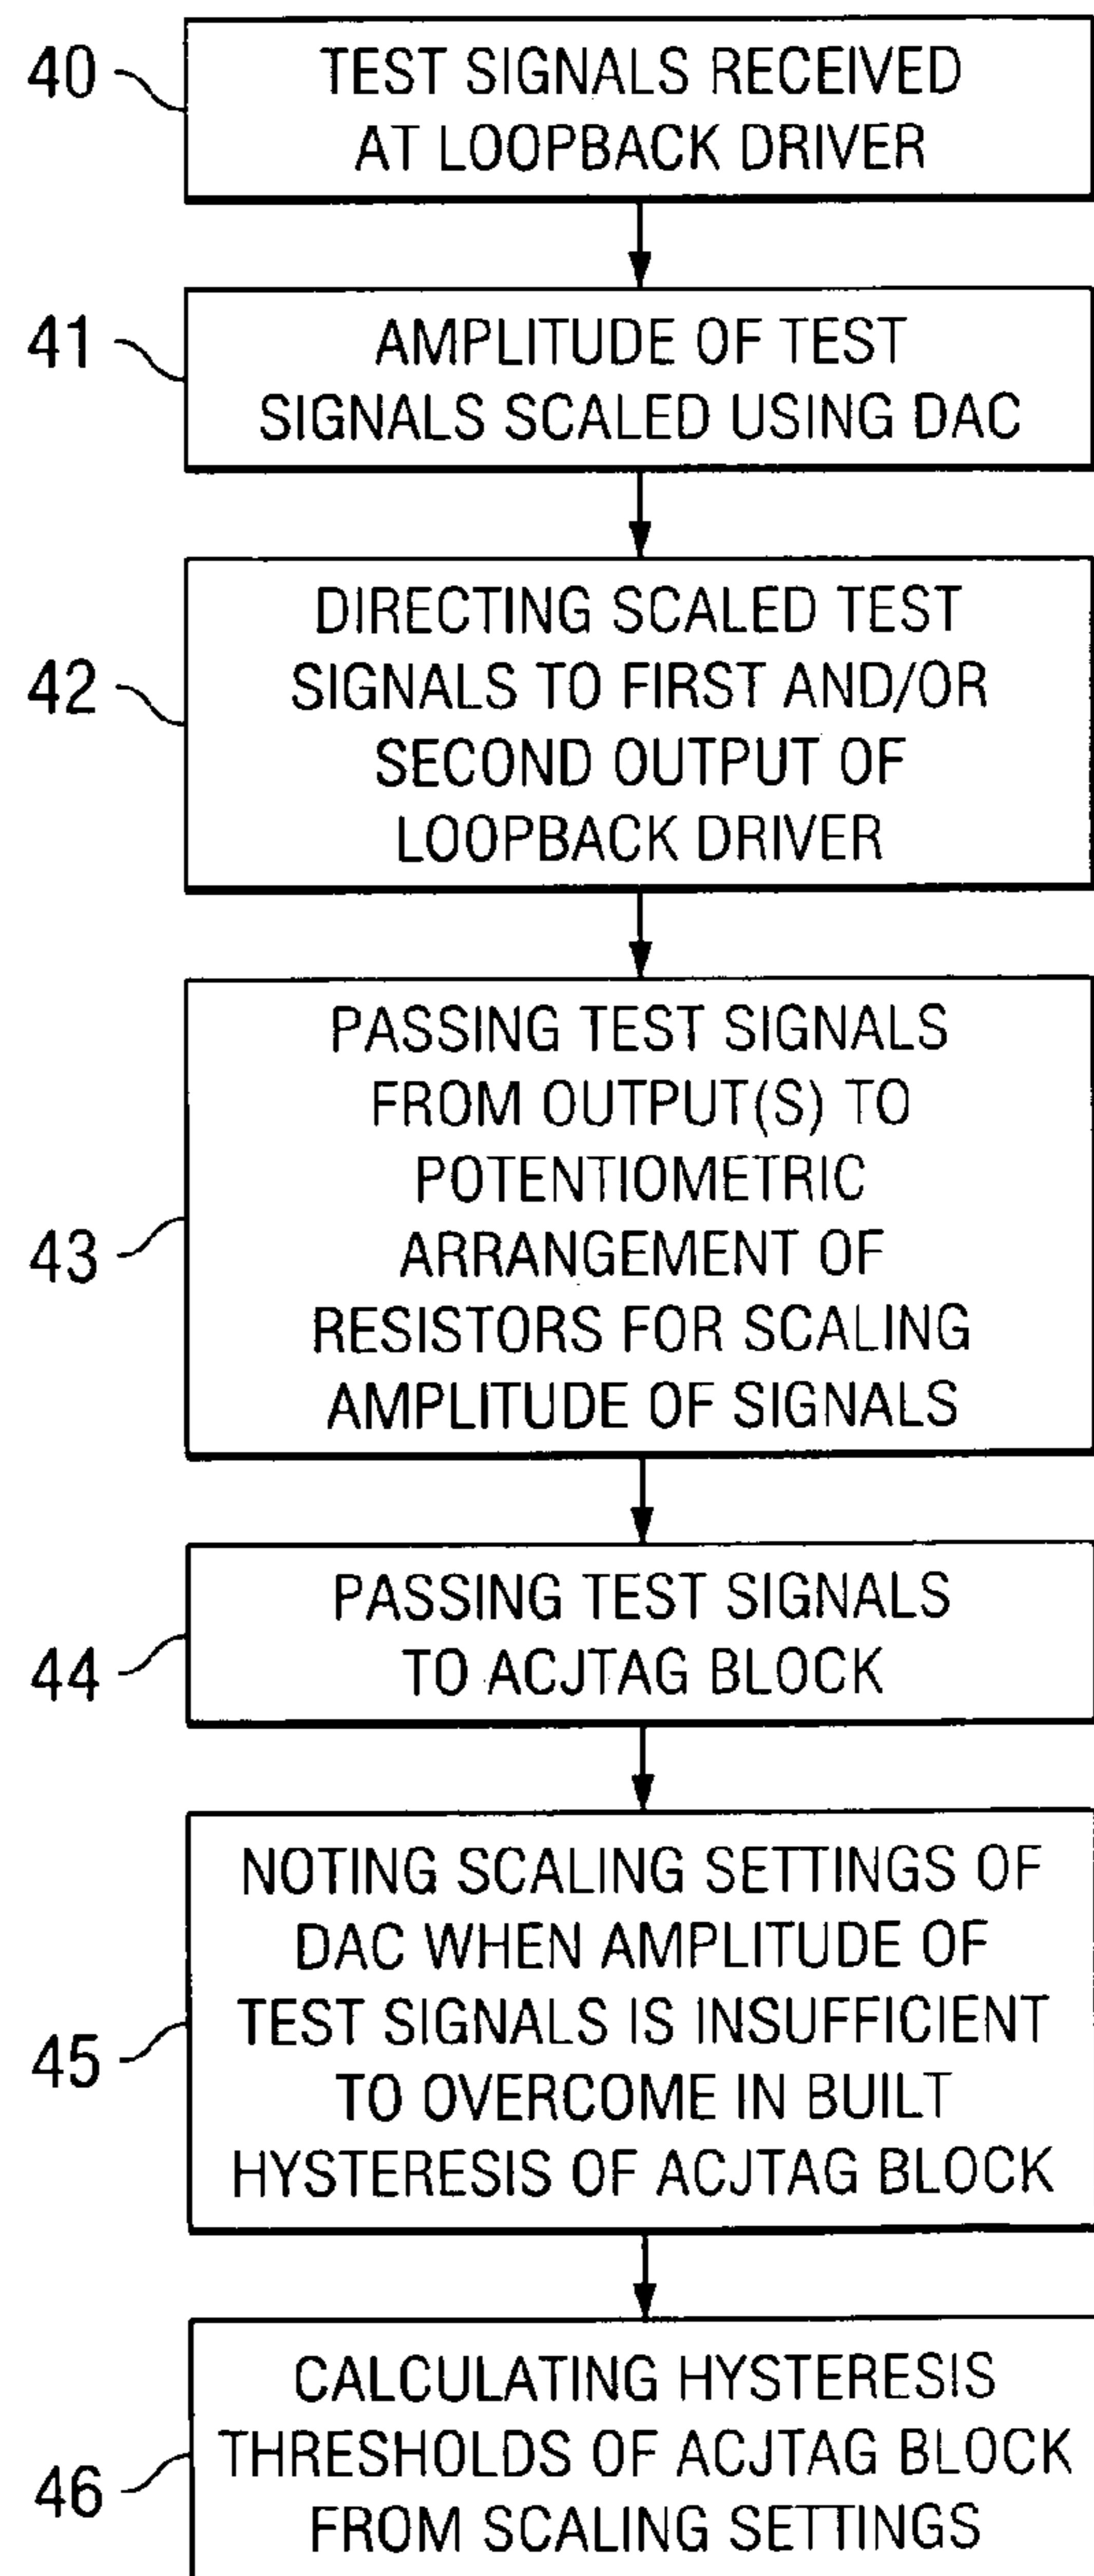 40
TEST SIGNALS RECEIVED
AT LOOPBACK DRIVER
41
AMPLITUDE OF TEST
SIGNALS SCALED USING DAC
42
DIRECTING SCALED TEST
SIGNALS TO FIRST AND/OR
SECOND OUTPUT OF
LOOPBACK DRIVER
43
PASSING TEST SIGNALS
FROM OUTPUT(S) TO
POTENTIOMETRIC
ARRANGEMENT OF
RESISTORS FOR SCALING
AMPLITUDE OF SIGNALS
44
PASSING TEST SIGNALS
TO ACJTAG BLOCK
45
NOTING SCALING SETTINGS OF
DAC WHEN AMPLITUDE OF
TEST SIGNALS IS INSUFFICIENT
TO OVERCOME IN BUILT
HYSTERESIS OF ACJTAG BLOCK
46
CALCULATING HYSTERESIS
THRESHOLDS OF ACJTAG BLOCK
FROM SCALING SETTINGS